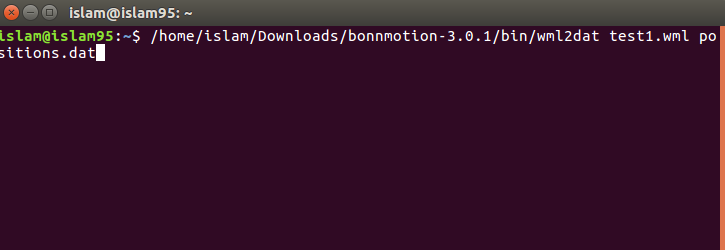 islam@islam95: ~
islam@islam95:~$ /home/islam/Downloads/bonnmotion-3.0.1/bin/wml2dat test1.wml po
sitions.dat